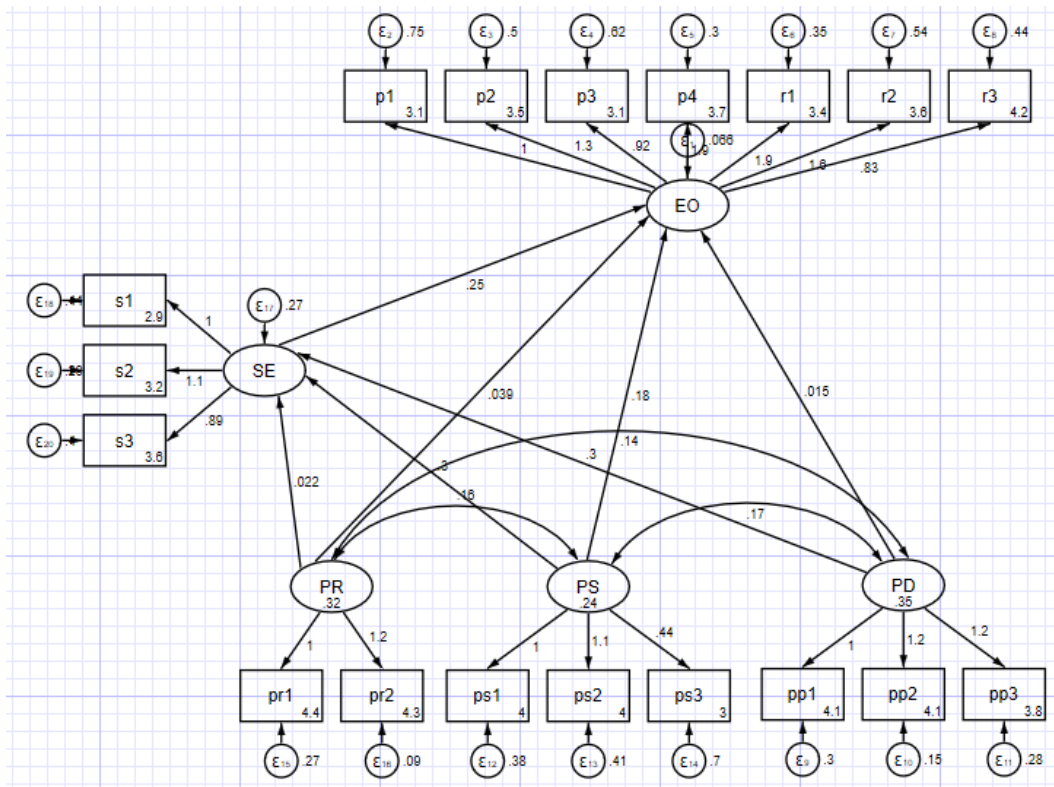 ε₂ .75 ε₃ .5 ε₄ .62 ε₅ .3 ε₆ .35 ε₇ .54 ε₈ .44
p1 p2 p3 p4 r1 r2 r3
3.1 3.5 3.1 3.7 3.4 3.6 4.2
1 1.3 .92 ε₁ .066 1.9 1.9 1.6 .83
EO
.25
ε₁₈ s1 2.9
ε₁₇ .27
1
ε₁₉ s2 3.2
1.1
SE
ε₂₀ s3 3.6
.89
.039 .18 .015
.14
.3 .3
.022 .16 .17
PR .32
PS .24
PD .35
1 1.2 1 1.1 .44 1 1.2 1.2
pr1 pr2 ps1 ps2 ps3 pp1 pp2 pp3
4.4 4.3 4 4 3 4.1 4.1 3.8
ε₁₅ .27 ε₁₆ .09 ε₁₂ .38 ε₁₃ .41 ε₁₄ .7 ε₉ .3 ε₁₀ .15 ε₁₁ .28